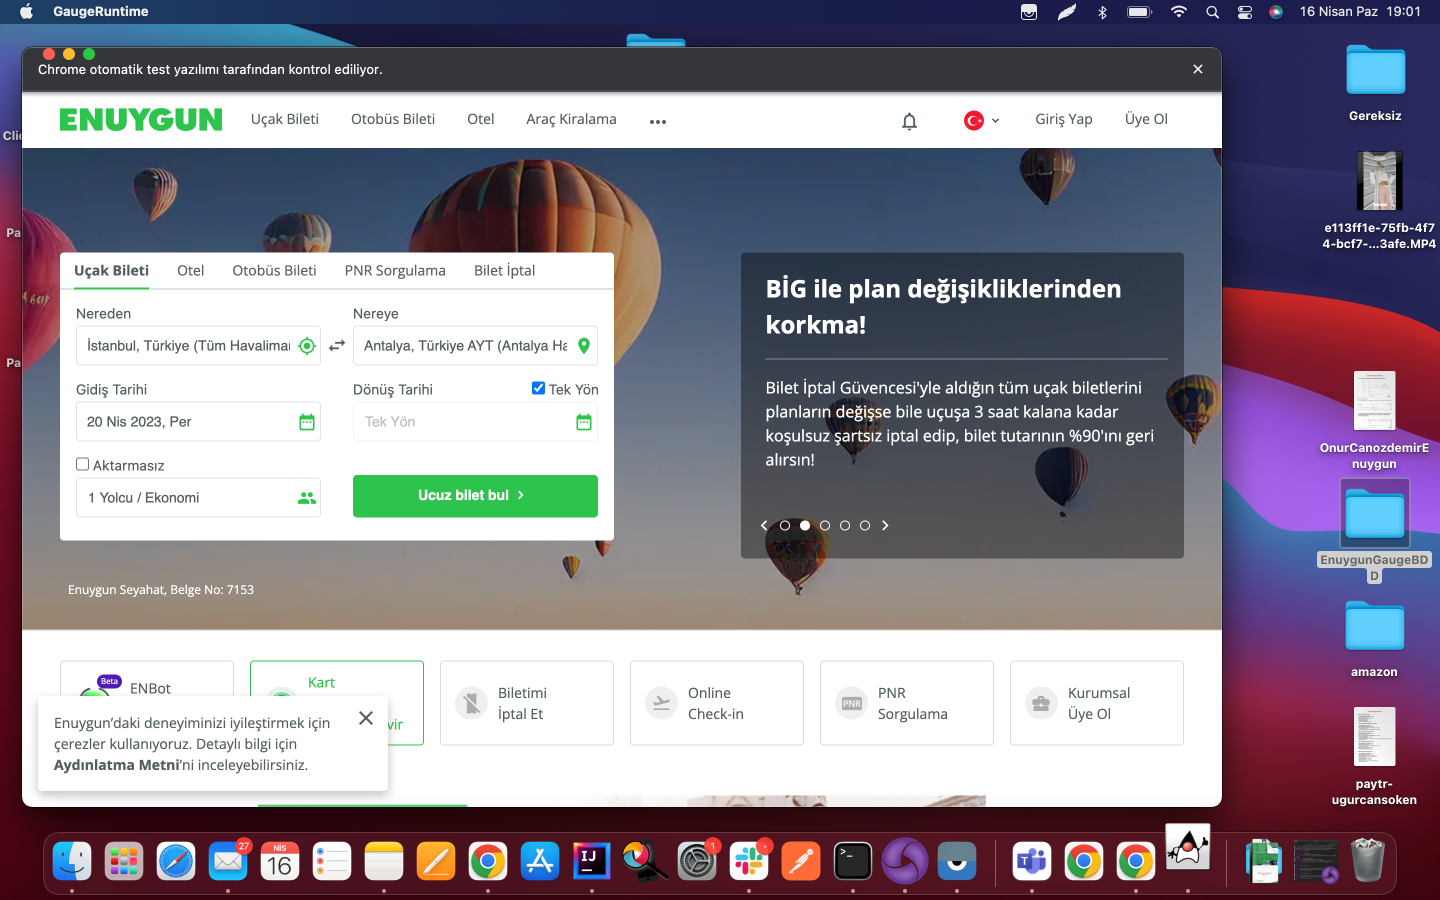 GaugeRuntime
16 Nisan Paz 19:01
Chrome otomatik test yazılımı tarafından kontrol ediliyor.
ENUYGUN
Uçak Bileti
Otobüs Bileti
Otel
Araç Kiralama
Giriş Yap
Üye Ol
Uçak Bileti
Otel
Otobüs Bileti
PNR Sorgulama
Bilet İptal
Nereden
Nereye
İstanbul, Türkiye (Tüm Havaliman
Antalya, Türkiye AYT (Antalya Ha
Gidiş Tarihi
Dönüş Tarihi
Tek Yön
20 Nis 2023, Per
Tek Yön
Aktarmasız
1 Yolcu / Ekonomi
Ucuz bilet bul
BİG ile plan değişikliklerinden
korkma!
Bilet İptal Güvencesi'yle aldığın tüm uçak biletlerini
planların değişse bile uçuşa 3 saat kalana kadar
koşulsuz şartsız iptal edip, bilet tutarının %90'ını geri
alırsın!
Enuygun Seyahat, Belge No: 7153
Beta
ENBot
Kart
vir
Biletimi
İptal Et
Online
Check-in
PNR
PNR
Sorgulama
Kurumsal
Üye Ol
Enuygun’daki deneyiminizi iyileştirmek için
çerezler kullanıyoruz. Detaylı bilgi için
Aydınlatma Metni’ni inceleyebilirsiniz.
Clic
Pa
Pa
Gereksiz
e113ff1e-75fb-4f7
4-bcf7-...3afe.MP4
OnurCanozdemirE
nuygun
EnuygunGaugeBD
D
amazon
paytr-
ugurcansoken
27
NİS
16
IJ
1
>_